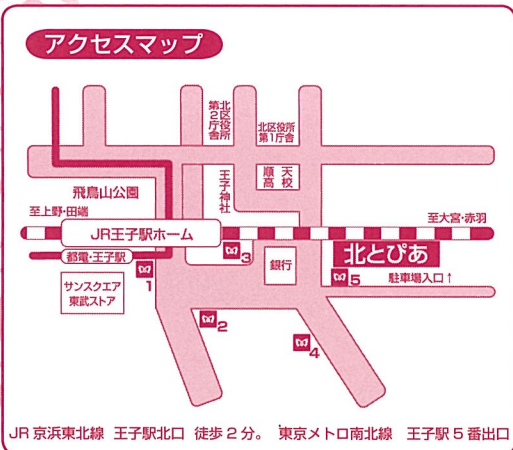 アクセスマップ
北区役所
第2庁舎
北区役所
第1庁舎
順天
高校
王子神社
飛鳥山公園
至上野・田端
JR王子駅ホーム
至大宮・赤羽
都電・王子駅
3
北とぴあ
銀行
1
5
駐車場入口↑
サンスクエア
東武ストア
2
4
JR 京浜東北線 王子駅北口 徒歩 2 分。 東京メトロ南北線 王子駅 5 番出口